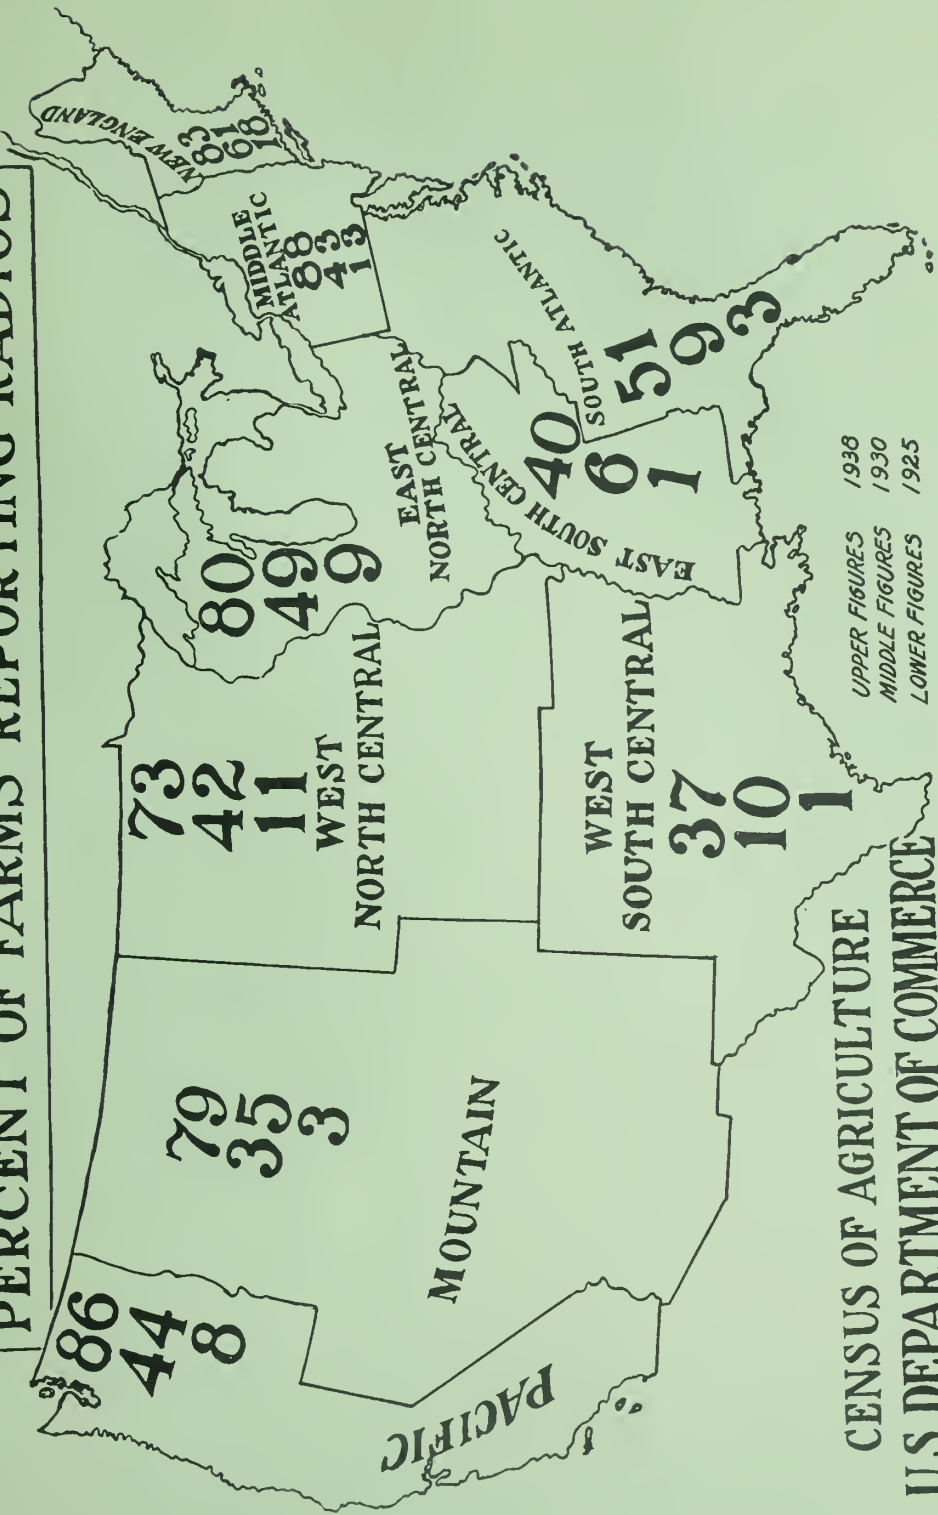 PERCENT OF FARMS REPORTING RADIOS
86
44
8
PACIFIC
79
35
3
MOUNTAIN
73
42
11
WEST
NORTH CENTRAL
80
49
9
EAST
NORTH CENTRAL
MIDDLE
ATLANTIC
88
43
13
NEW ENGLAND
83
61
18
WEST
SOUTH CENTRAL
37
10
1
EAST SOUTH CENTRAL
40
6
1
SOUTH ATLANTIC
51
9
3
UPPER FIGURES 1938
MIDDLE FIGURES 1930
LOWER FIGURES 1925
CENSUS OF AGRICULTURE
U.S DEPARTMENT OF COMMERCE